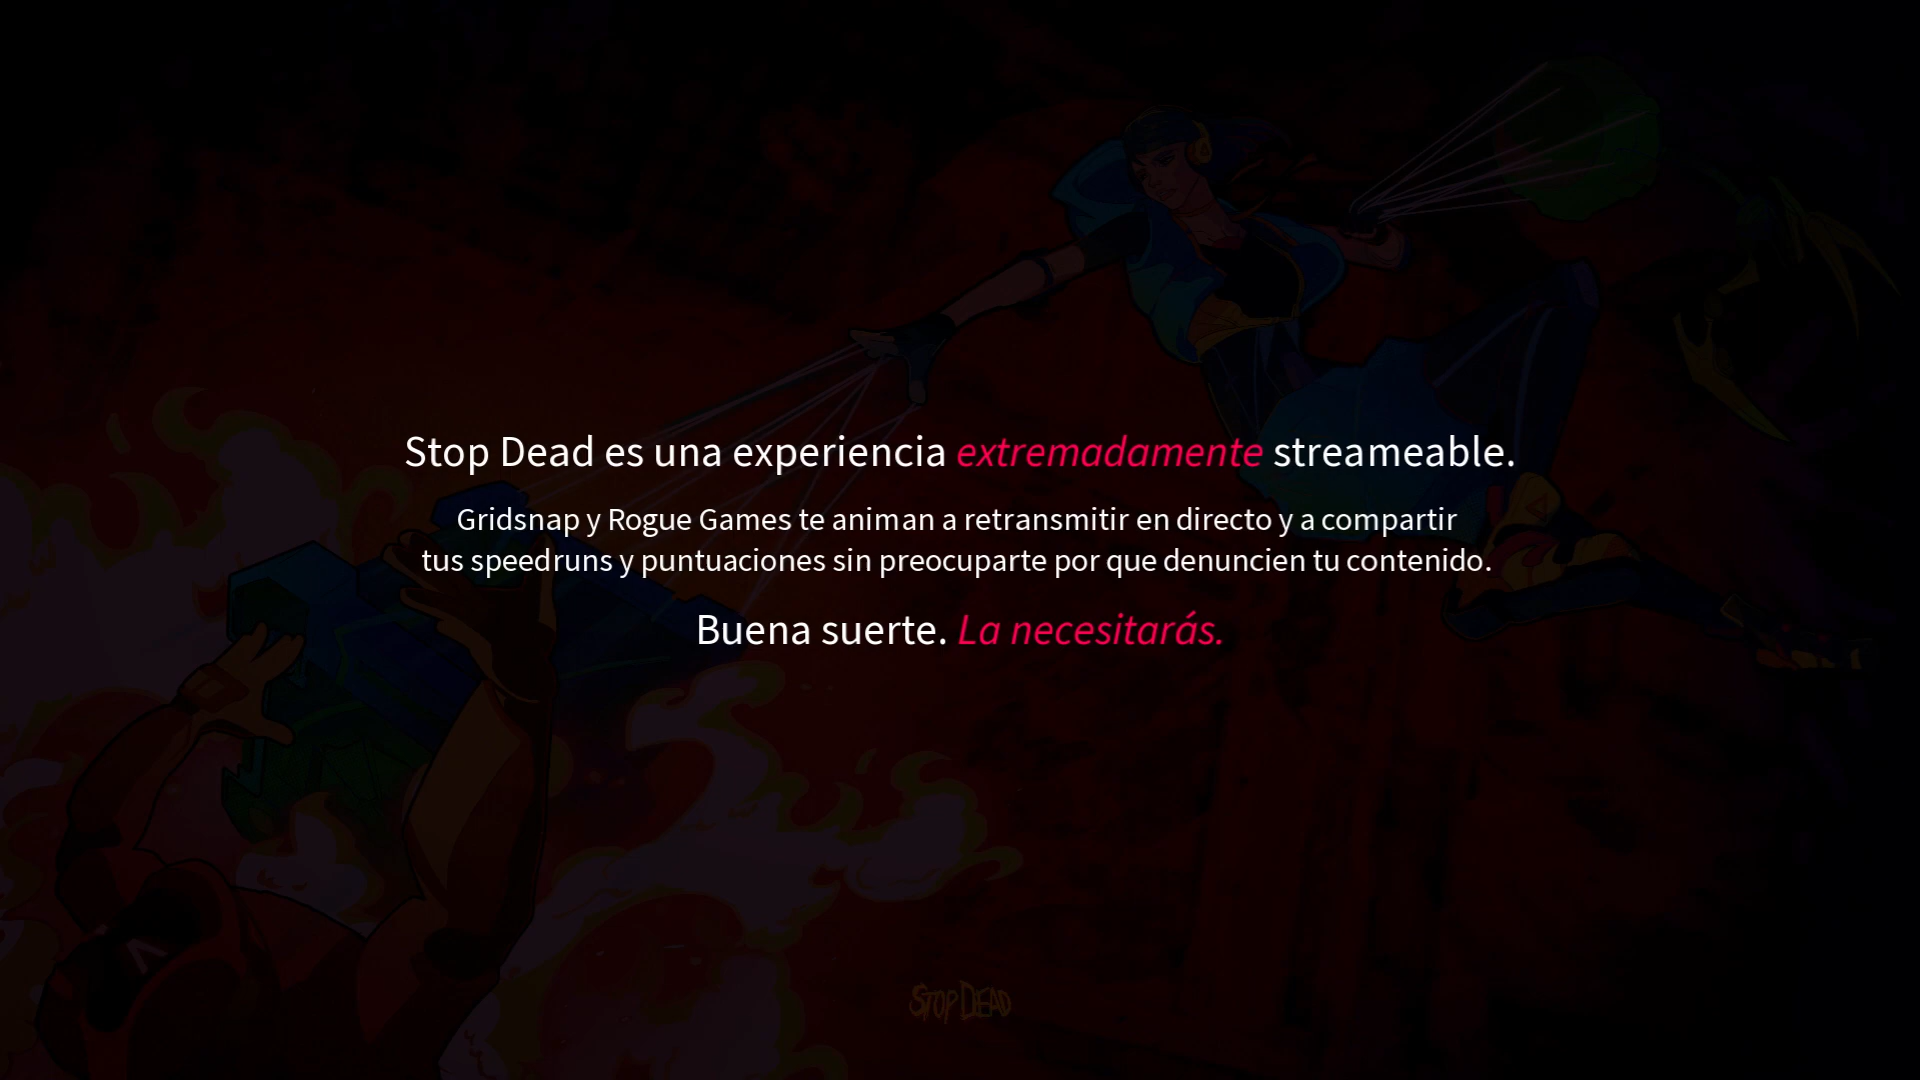 Stop Dead es una experiencia extremadamente streameable.
Gridsnap y Rogue Games te animan a retransmitir en directo y a compartir
tus speedruns y puntuaciones sin preocuparte por que denuncien tu contenido.
Buena suerte. La necesitarás.
STOP DEAD